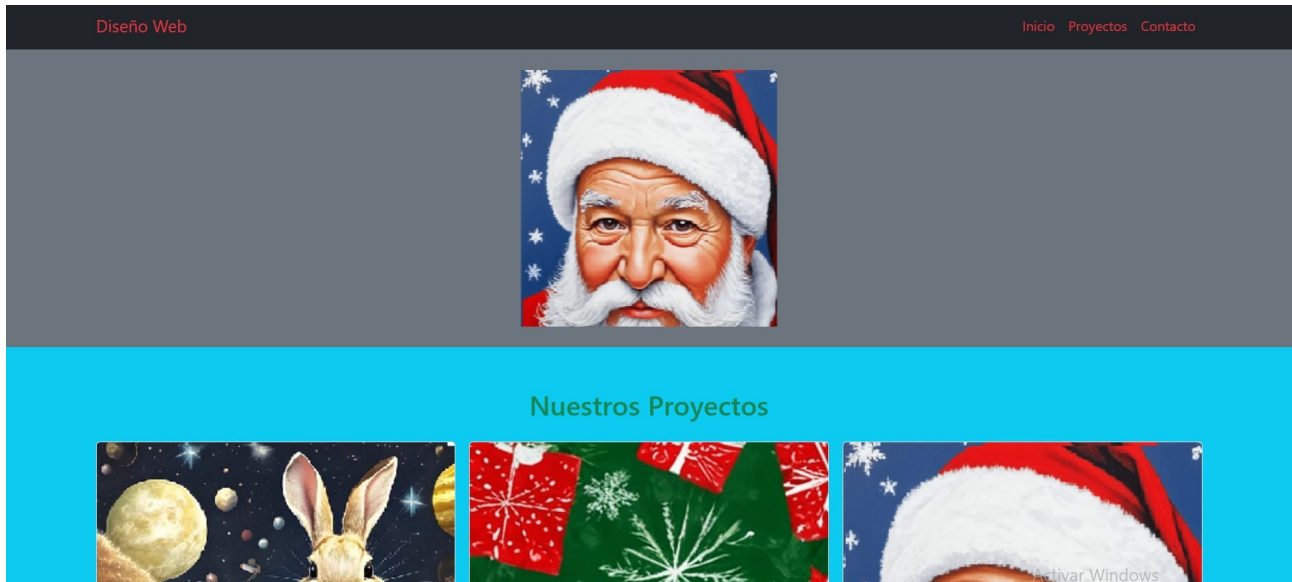 Diseño Web
Inicio Proyectos Contacto
Nuestros Proyectos
Activar Windows